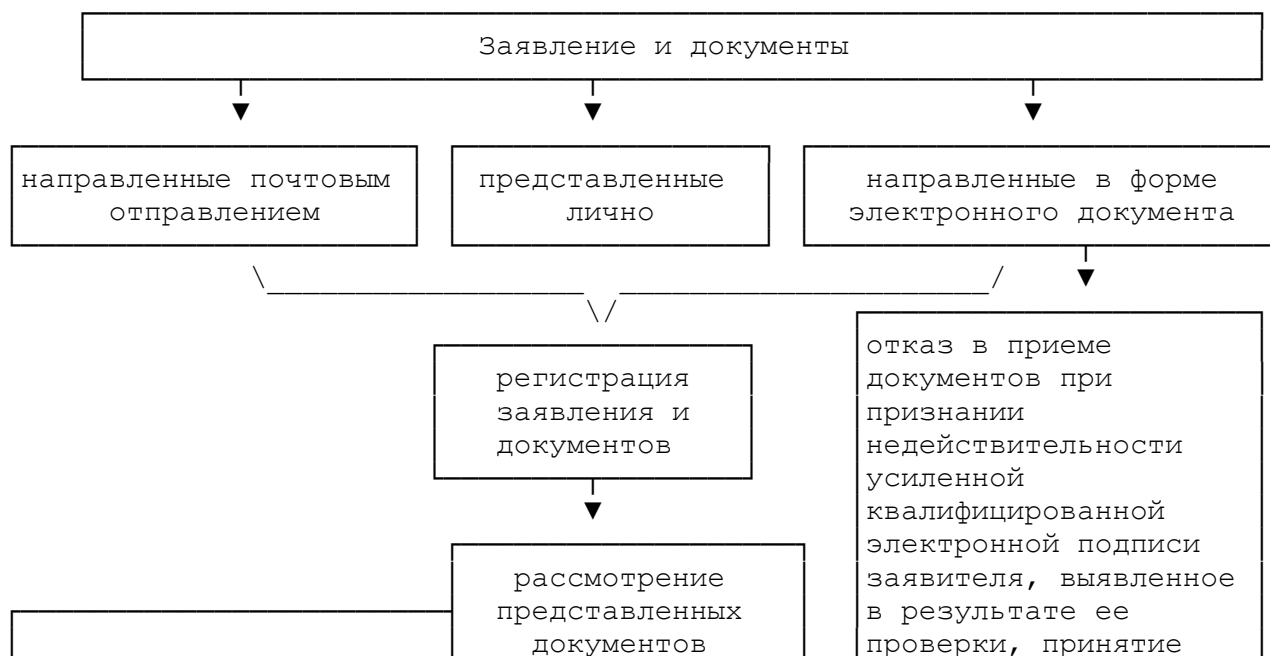 Заявление и документы
направленные почтовым
отправлением
представленные
лично
направленные в форме
электронного документа
регистрация
заявления и
документов
отказ в приеме
документов при
признании
недействительности
усиленной
квалифицированной
электронной подписи
заявителя, выявленное
в результате ее
проверки, принятие
рассмотрение
представленных
документов